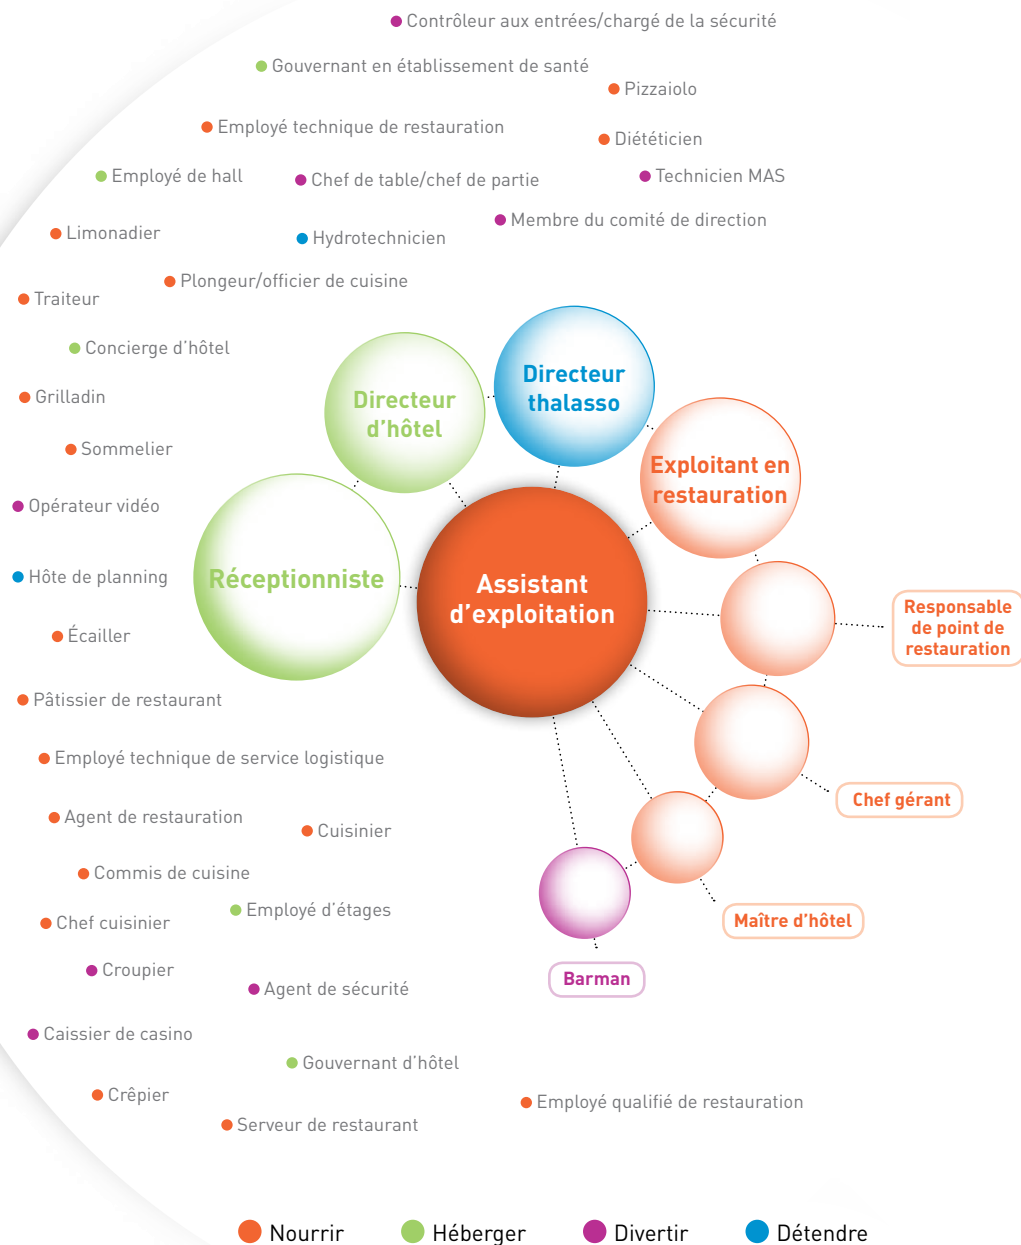 Contrôleur aux entrées/chargé de la sécurité
Gouvernant en établissement de santé
Pizzaiolo
Employé technique de restauration
Diététicien
Employé de hall
Chef de table/chef de partie
Technicien MAS
Membre du comité de direction
Limonadier
Hydrotechnicien
Plongeur/officier de cuisine
Traiteur
Concierge d'hôtel
Directeur
thalasso
Directeur
d'hôtel
Grilladin
Sommelier
Exploitant en
restauration
Opérateur vidéo
Hôte de planning
Réceptionniste
Assistant
d'exploitation
Responsable
de point de
restauration
Écailler
Pâtissier de restaurant
Employé technique de service logistique
Chef gérant
Agent de restauration
Cuisinier
Commis de cuisine
Employé d'étages
Chef cuisinier
Maître d'hôtel
Croupier
Barman
Agent de sécurité
Caissier de casino
Gouvernant d'hôtel
Crêpier
Employé qualifié de restauration
Serveur de restaurant
Nourrir
Héberger
Divertir
Détendre